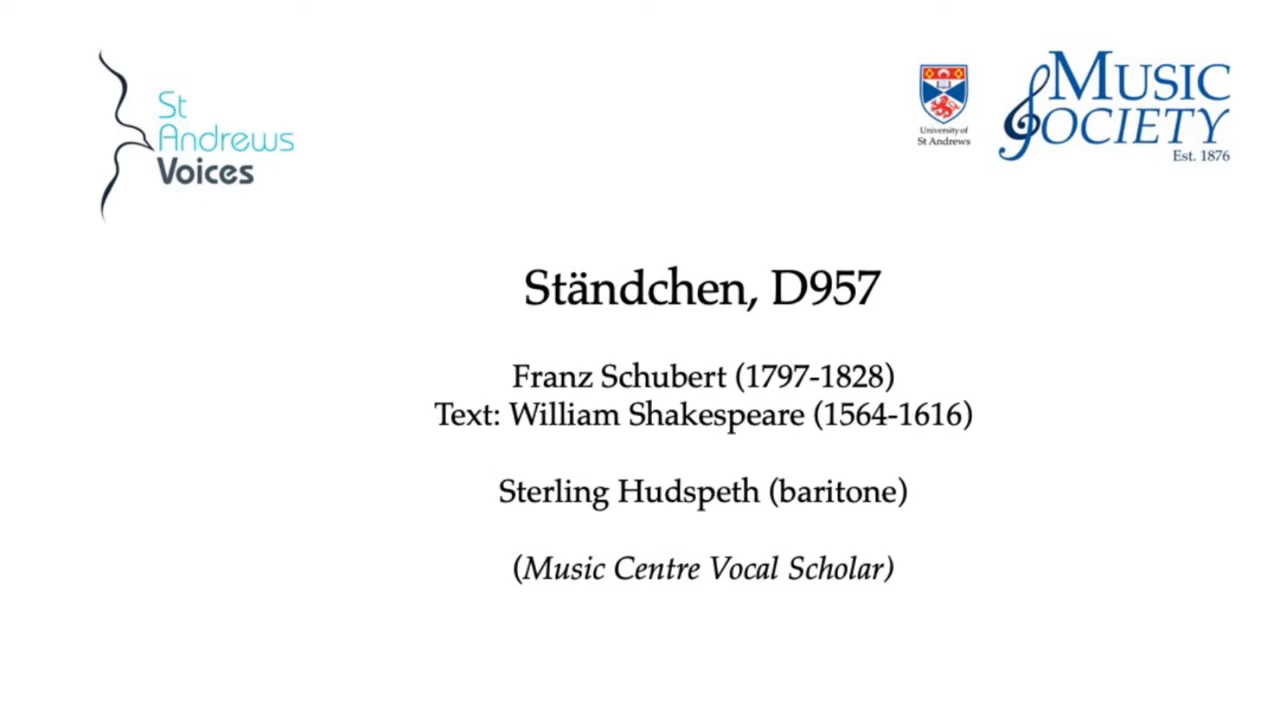 St
Andrews
Voices
University of
St Andrews
MUSIC
SOCIETY
Est. 1876
Ständchen, D957
Franz Schubert (1797-1828)
Text: William Shakespeare (1564-1616)
Sterling Hudspeth (baritone)
(Music Centre Vocal Scholar)